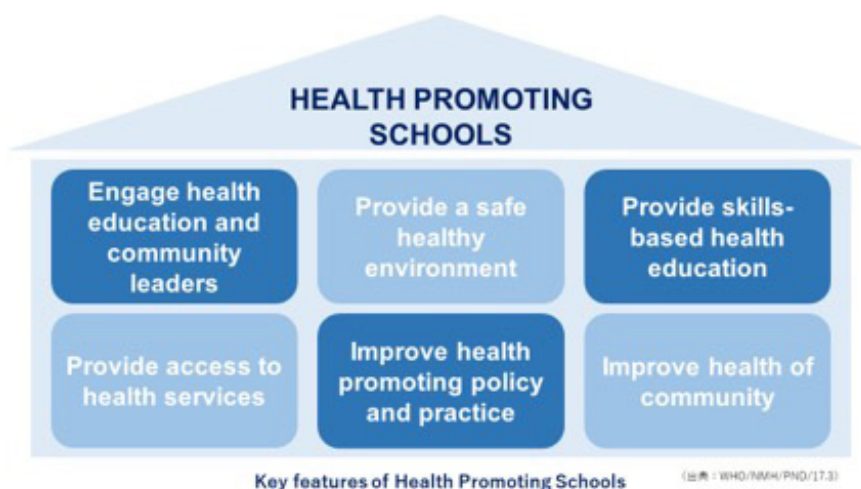 HEALTH PROMOTING
SCHOOLS
Engage health
education and
community
leaders
Provide a safe
healthy
environment
Provide skills-
based health
education
Provide access to
health services
Improve health
promoting policy
and practice
Improve health of
community
Key features of Health Promoting Schools
（出典：WHO/NMH/PND/17.3）